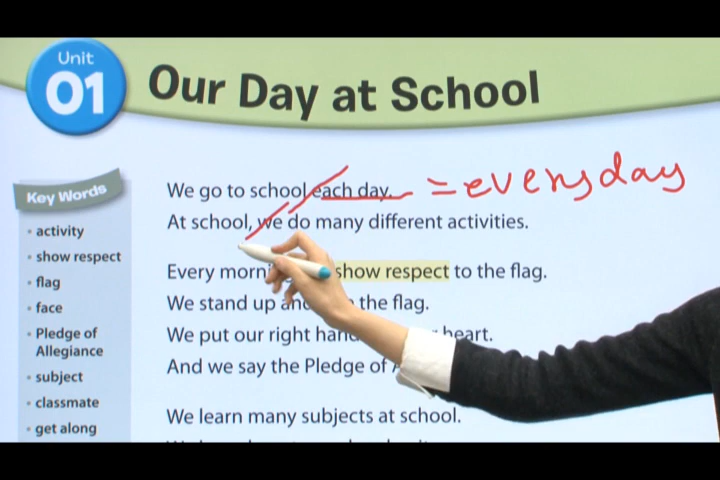 Unit
01
Our Day at School
Key Words
• activity
• show respect
• flag
• face
• Pledge of
Allegiance
• subject
• classmate
• get along
We go to school each day. = everyday
At school, we do many different activities.
Every show respect to the flag.
We stand up the flag.
We put our right heart.
And we say the Pledge of
We learn many subjects at school.